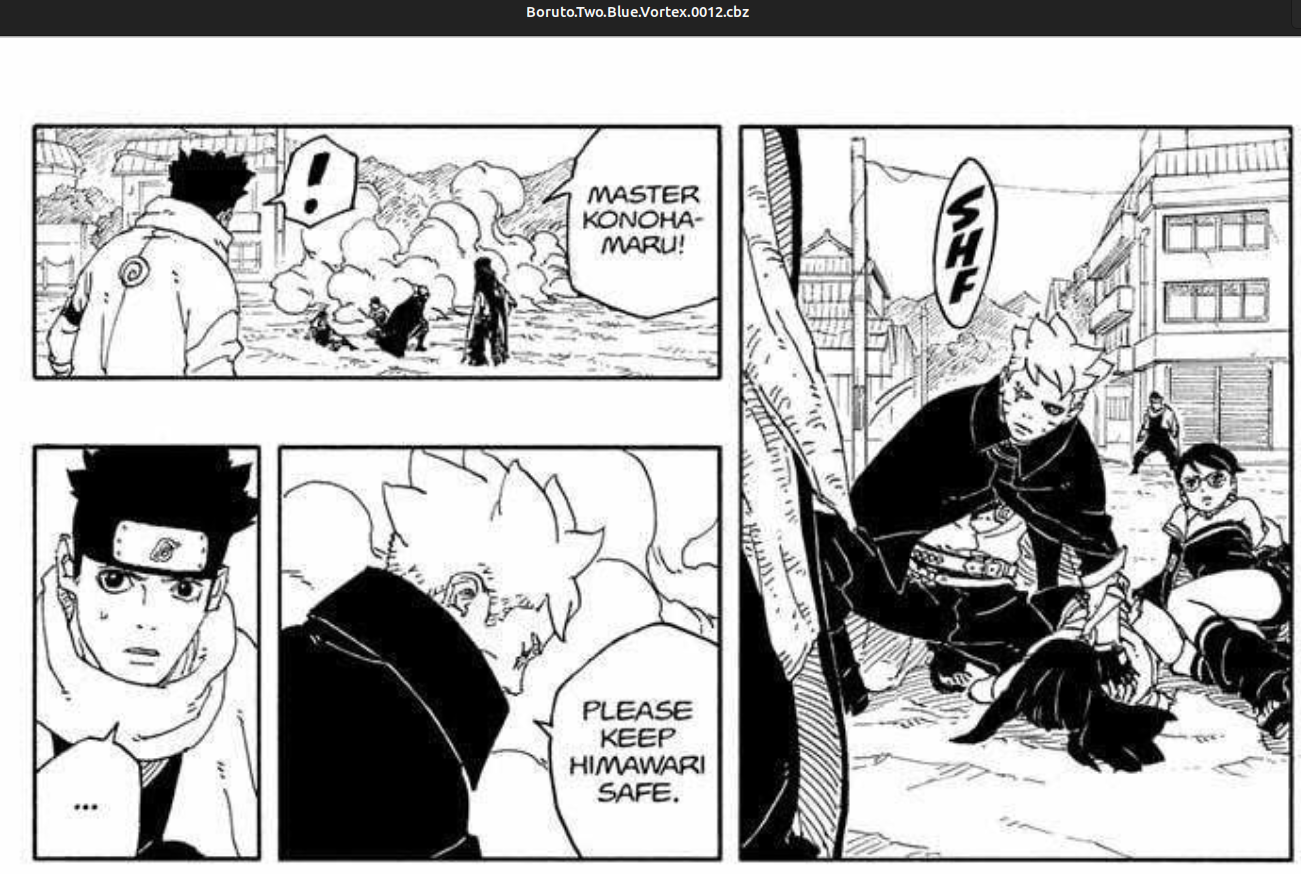 Boruto.Two.Blue.Vortex.0012.cbz
SHF
MASTER
KONOHA-
MARU!
!
PLEASE
KEEP
HIMAWARI
SAFE.
...